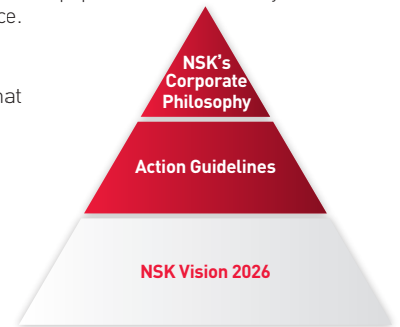 ce.
NSK's
Corporate
Philosophy
hat
Action Guidelines
NSK Vision 2026